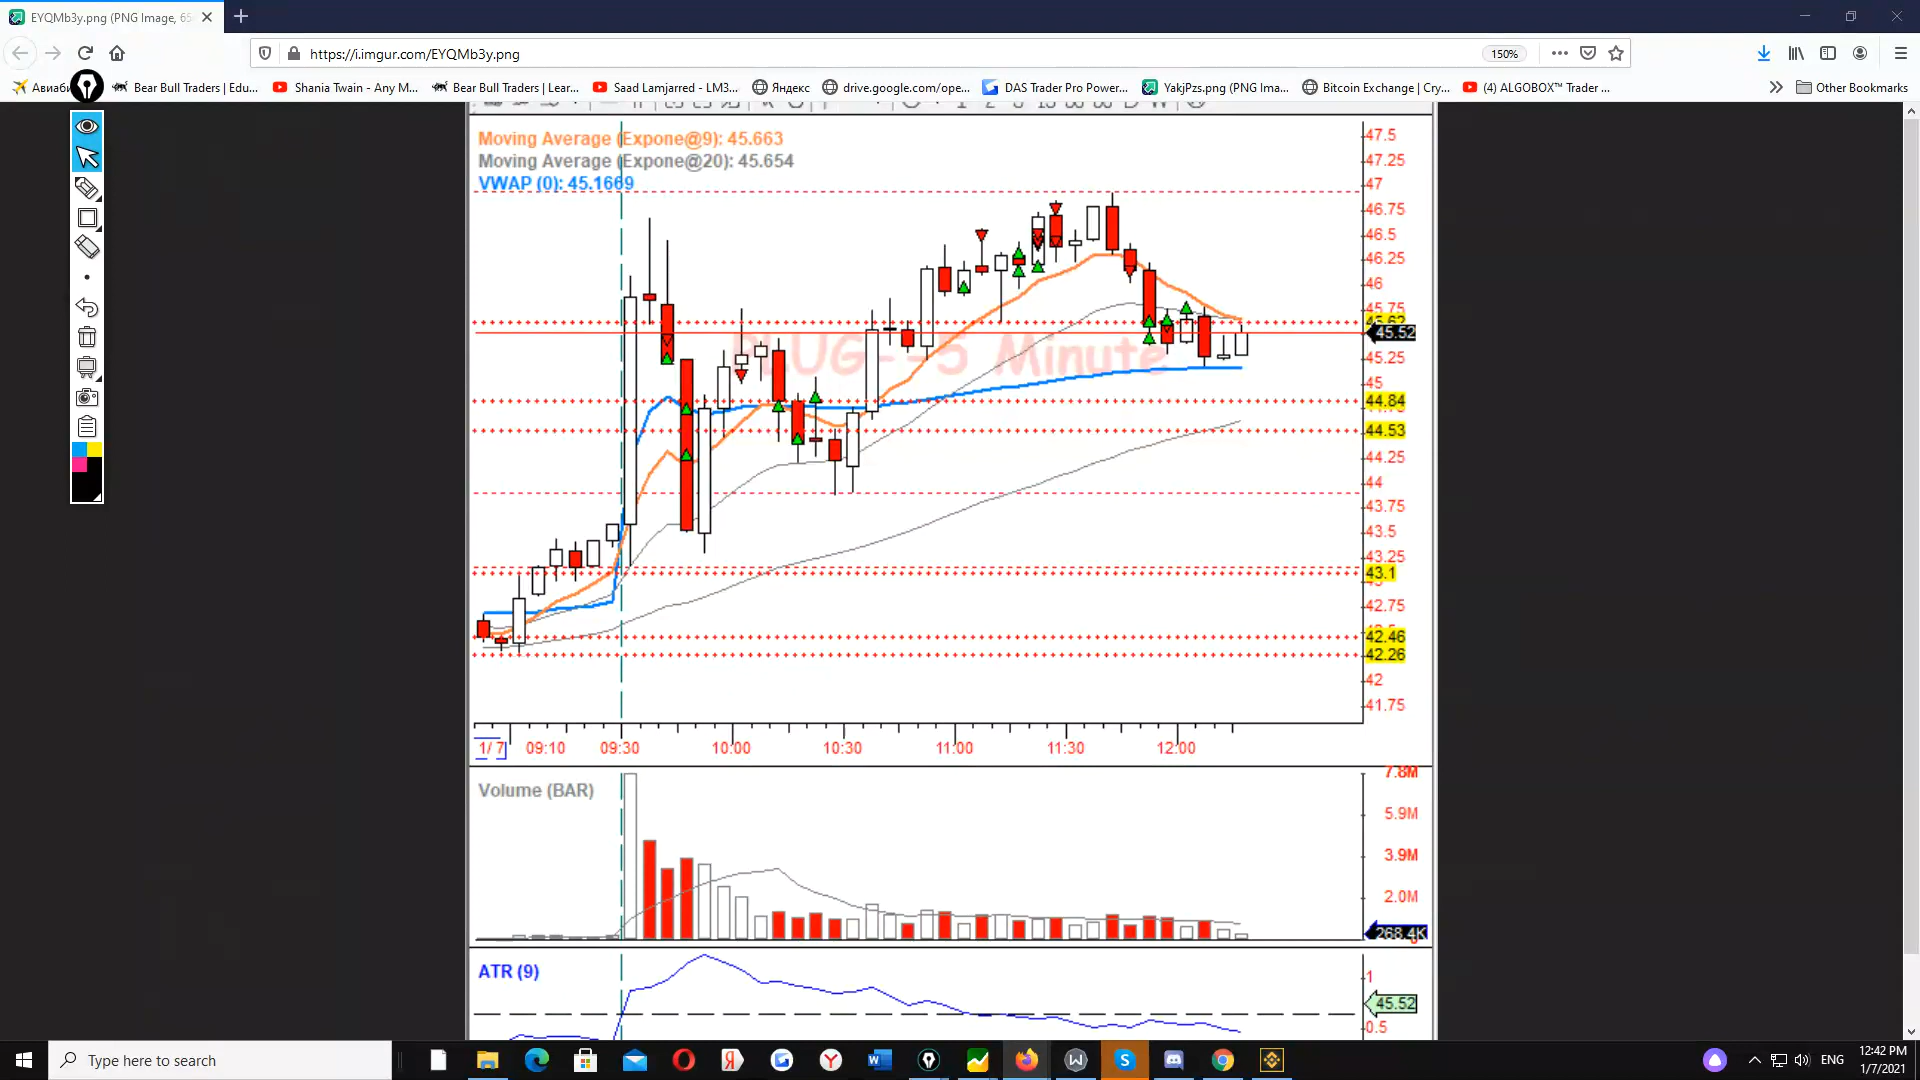 EYQMb3y.png (PNG Image, 65
https://i.imgur.com/EYQMb3y.png
150%
Bear Bull Traders | Edu...
Shania Twain - Any M...
Bear Bull Traders | Lear...
Saad Lamjarred - LM3...
Яндекс
drive.google.com/ope...
DAS Trader Pro Power...
YakjPzs.png (PNG Ima...
Bitcoin Exchange | Cry...
(4) ALGOBOX™ Trader ...
Other Bookmarks
Moving Average (Expone@9): 45.663
Moving Average (Expone@20): 45.654
VWAP (0): 45.1669
PLUG--5 Minute
47.5
47.25
47
46.75
46.5
46.25
46
45.75
45.52
45.25
45
44.84
44.53
44.25
44
43.75
43.5
43.25
43.1
42.75
42.46
42.26
42
41.75
1/ 7
09:10
09:30
10:00
10:30
11:00
11:30
12:00
Volume (BAR)
7.8M
5.9M
3.9M
2.0M
268.4K
ATR (9)
1
45.52
0.5
Type here to search
ENG
12:42 PM
1/7/2021